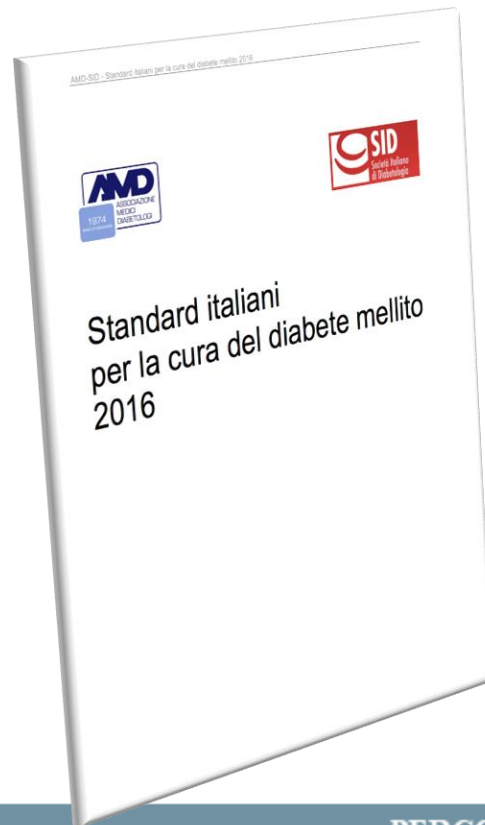 AMD-SID - Standard italiani per la cura del diabete mellito 2016
AMD
1974
ASSOCIAZIONE
MEDICI
DIABETOLOGI
SID
Società Italiana
di Diabetologia
Standard italiani
per la cura del diabete mellito
2016